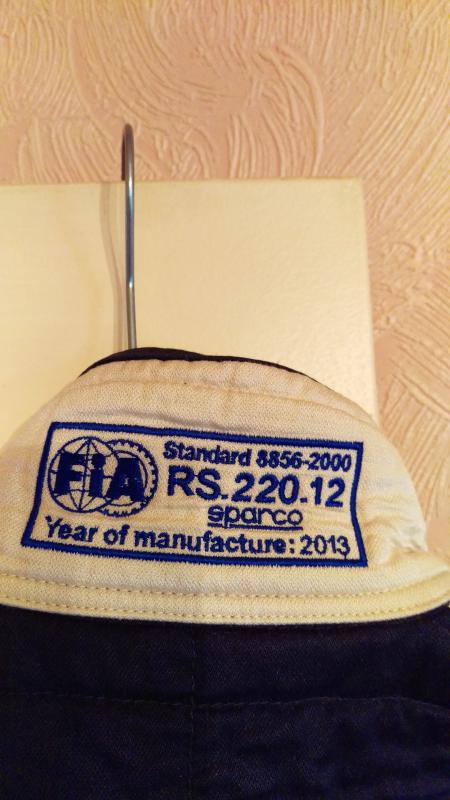 FiA
Standard 8856-2000
RS.220.12
sparco
Year of manufacture: 2013